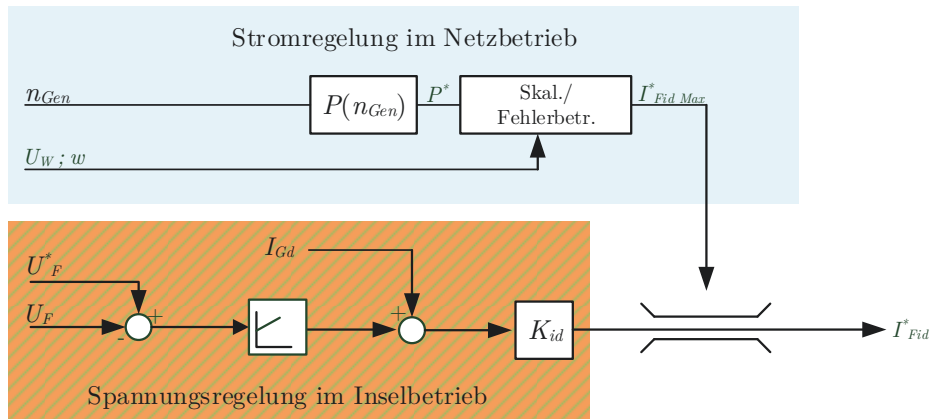 Stromregelung im Netzbetrieb
n_Gen
P(n_Gen)
P*
Skal./
Fehlerbetr.
I*_Fid Max
U_W ; w
U*_F
I_Gd
+
+
U_F
-
K_id
I*_Fid
Spannungsregelung im Inselbetrieb